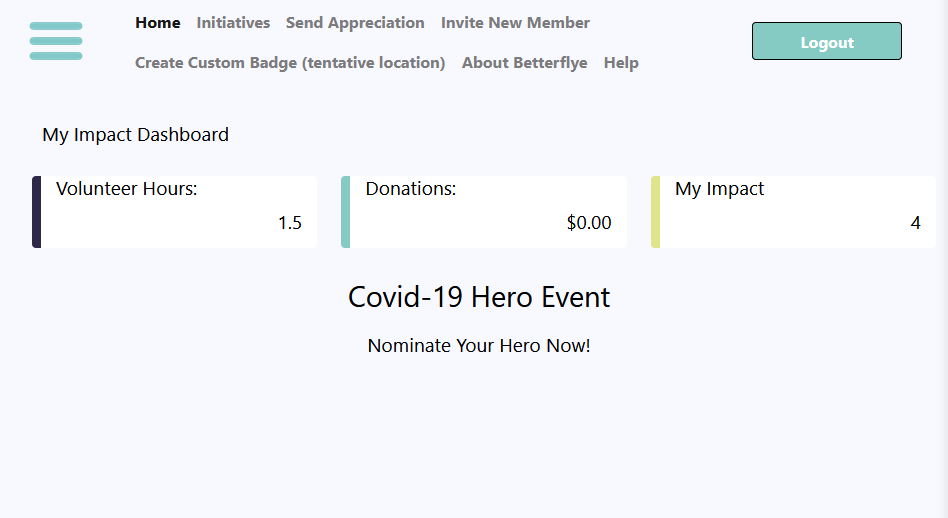 Home Initiatives Send Appreciation Invite New Member
Logout
Create Custom Badge (tentative location) About Betterflye Help
My Impact Dashboard
Volunteer Hours: Donations: My Impact
1.5 $0.00 4
Covid-19 Hero Event
Nominate Your Hero Now!